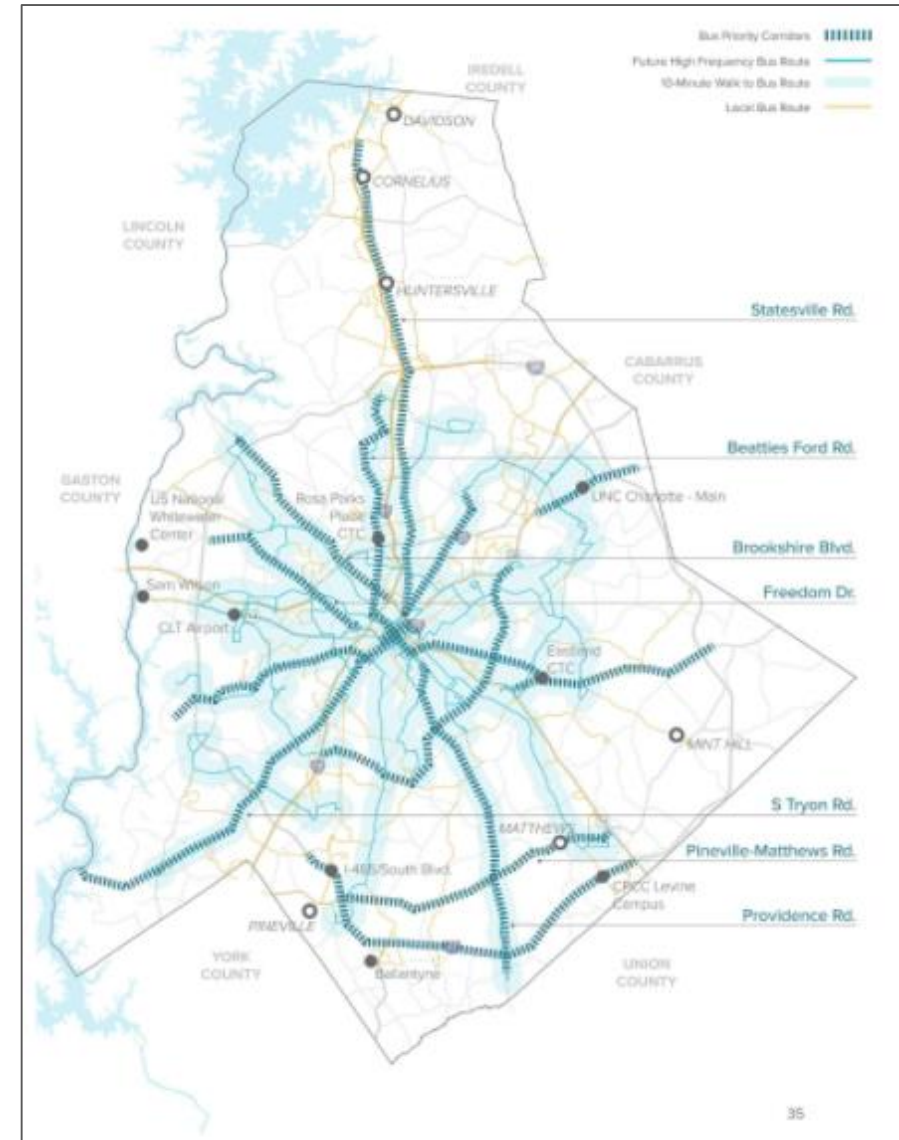 Bus Priority Corridors
Future High Frequency Bus Route
10-Minute Walk to Bus Route
Local Bus Route
IREDELL
COUNTY
DAVIDSON
CORNELIUS
LINCOLN
COUNTY
HUNTERSVILLE
Statesville Rd.
CABARRUS
COUNTY
Beatties Ford Rd.
GASTON
COUNTY
US National
Whitewater
Center
Rosa Parks
Place
CTC
UNC Charlotte - Main
Brookshire Blvd.
Sam Wilson
Freedom Dr.
CLT Airport
Eastland
CTC
MINT HILL
S Tryon Rd.
MATTHEWS
Pineville-Matthews Rd.
I-485/South Blvd.
CPCC Levine
Campus
PINEVILLE
Providence Rd.
YORK
COUNTY
Ballantyne
UNION
COUNTY
35